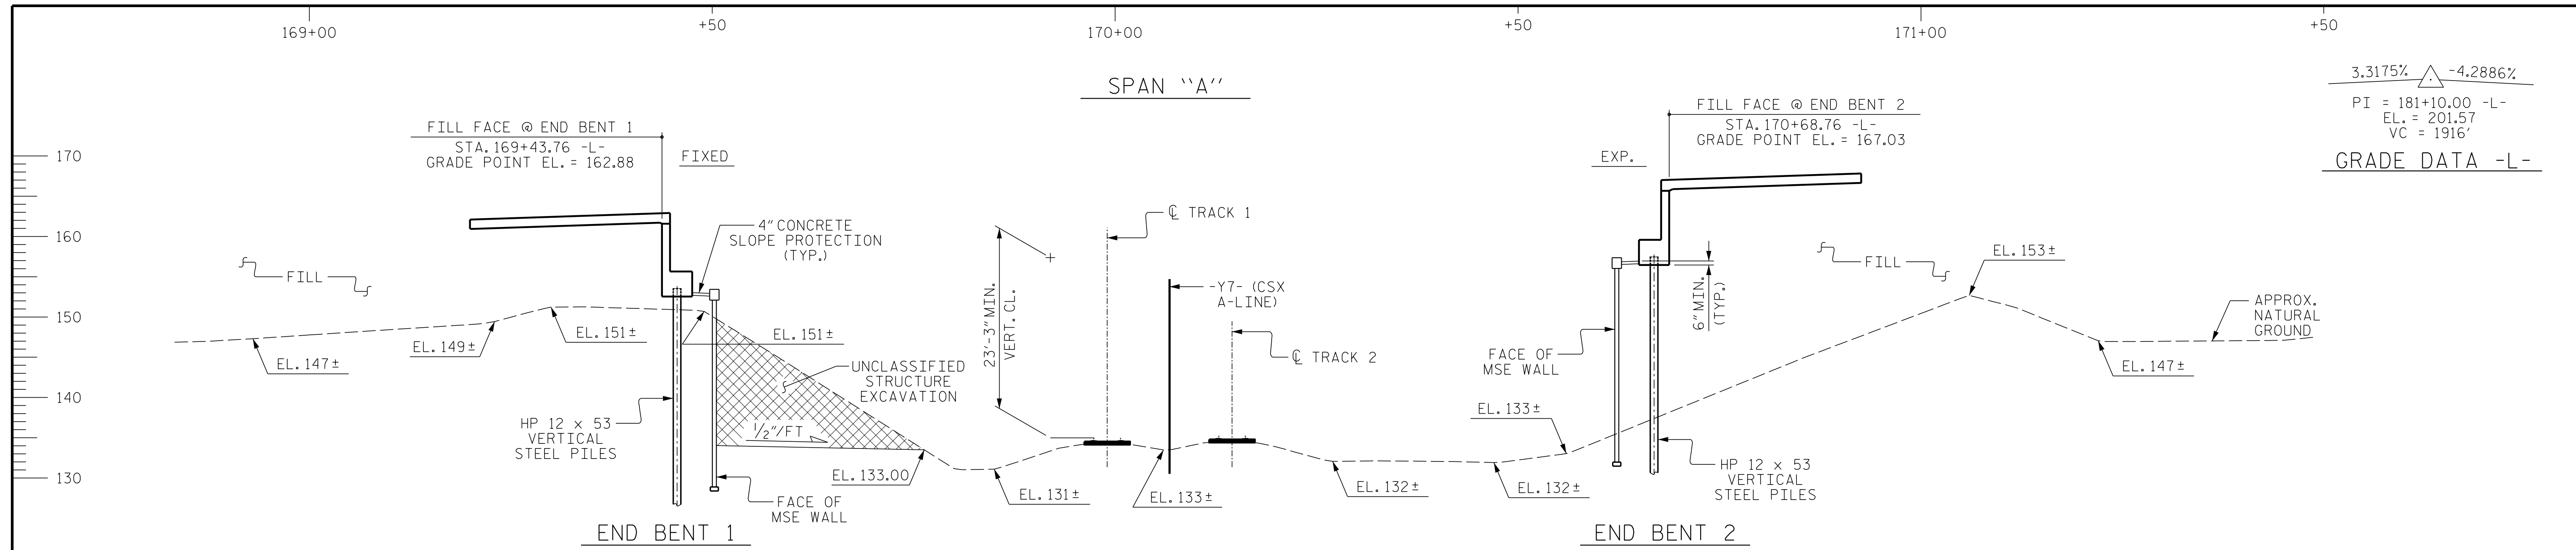 169+00
+50
170+00
+50
171+00
+50
SPAN "A"
3.3175%
-4.2886%
PI = 181+10.00 -L-
EL. = 201.57
VC = 1916'
GRADE DATA -L-
FILL FACE @ END BENT 1
STA. 169+43.76 -L-
GRADE POINT EL. = 162.88
FIXED
EXP.
FILL FACE @ END BENT 2
STA. 170+68.76 -L-
GRADE POINT EL. = 167.03
170
160
150
140
130
FILL
4" CONCRETE
SLOPE PROTECTION
(TYP.)
℄ TRACK 1
-Y7- (CSX
A-LINE)
23'-3" MIN.
VERT. CL.
℄ TRACK 2
6" MIN.
(TYP.)
FILL
EL. 153±
APPROX.
NATURAL
GROUND
EL. 147±
EL. 149±
EL. 151±
EL. 151±
UNCLASSIFIED
STRUCTURE
EXCAVATION
1/2"/FT
HP 12 x 53
VERTICAL
STEEL PILES
EL. 133.00
FACE OF
MSE WALL
EL. 131±
EL. 133±
EL. 132±
EL. 132±
EL. 133±
FACE OF
MSE WALL
HP 12 x 53
VERTICAL
STEEL PILES
EL. 147±
END BENT 1
END BENT 2